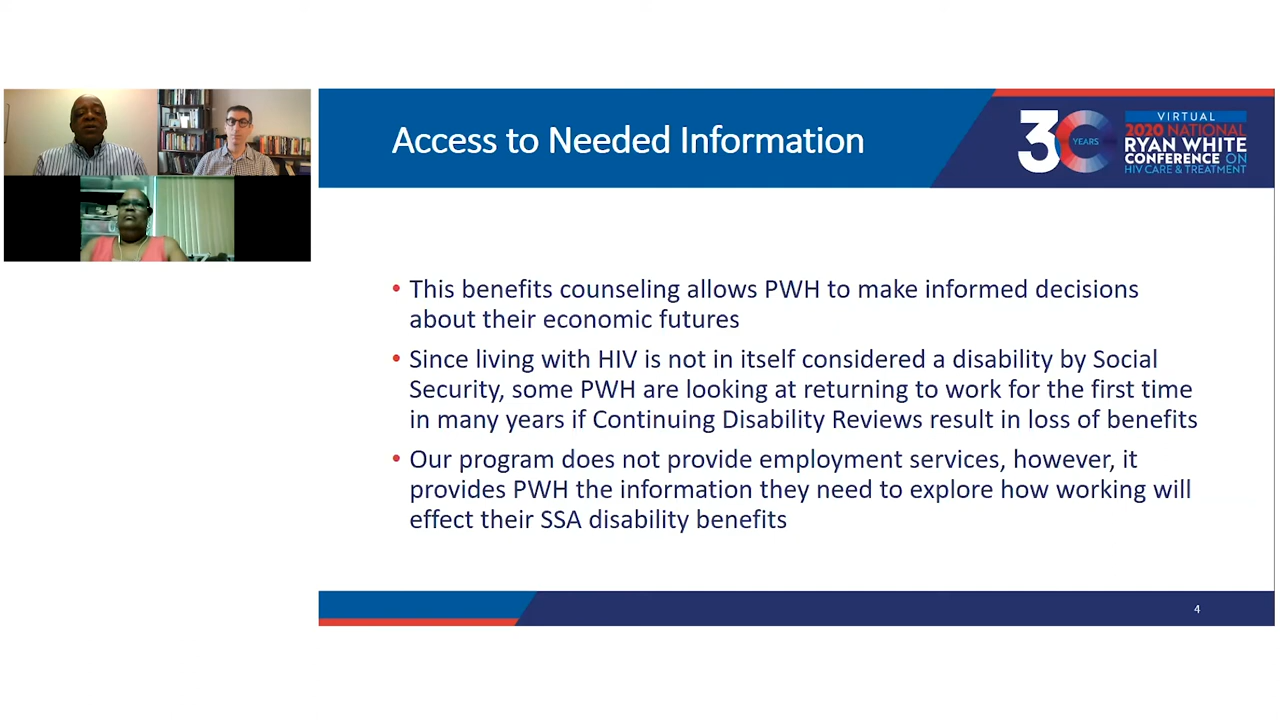 Access to Needed Information
30
YEARS
VIRTUAL
2020 NATIONAL
RYAN WHITE
CONFERENCE ON
HIV CARE & TREATMENT
• This benefits counseling allows PWH to make informed decisions
about their economic futures
• Since living with HIV is not in itself considered a disability by Social
Security, some PWH are looking at returning to work for the first time
in many years if Continuing Disability Reviews result in loss of benefits
• Our program does not provide employment services, however, it
provides PWH the information they need to explore how working will
effect their SSA disability benefits
4